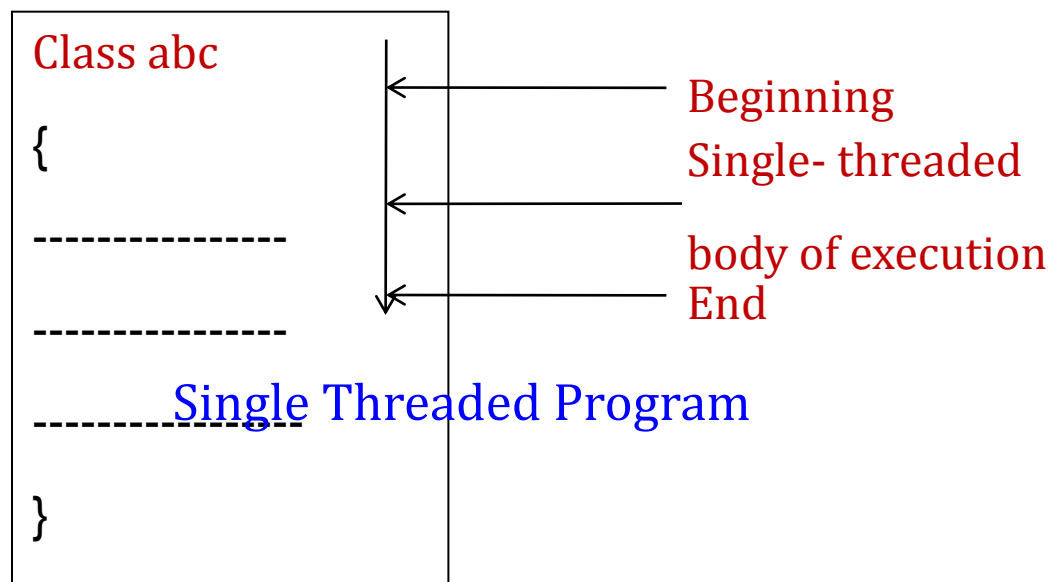 Class abc
{
----------------
----------------
-----------------
}
Beginning
Single- threaded
body of execution
End
Single Threaded Program